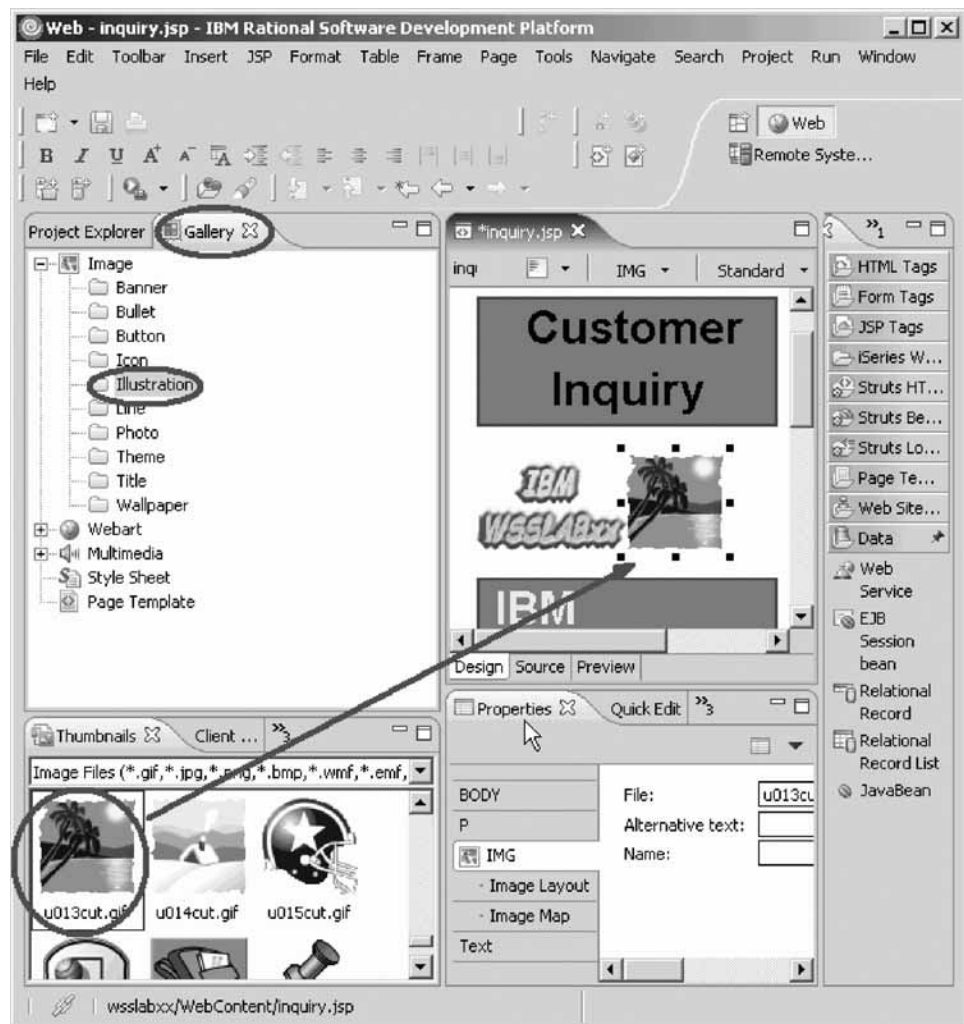 Web - inquiry.jsp - IBM Rational Software Development Platform
File Edit Toolbar Insert JSP Format Table Frame Page Tools Navigate Search Project Run Window
Help
Web
B I U A A A
Remote Syste...
Project Explorer Gallery
Image
Banner
Bullet
Button
Icon
Illustration
Line
Photo
Theme
Title
Wallpaper
Webart
Multimedia
Style Sheet
Page Template
*inquiry.jsp
inq IMG Standard
Customer
Inquiry
IBM
WSSLABxx
IBM
Design Source Preview
»1
HTML Tags
Form Tags
JSP Tags
iSeries W...
Struts HT...
Struts Be...
Struts Lo...
Page Te...
Web Site...
Data
Web
Service
EJB
Session
bean
Relational
Record
Relational
Record List
JavaBean
Thumbnails Client ... »3
Image Files (*.gif,*.jpg,*.png,*.bmp,*.wmf,*.emf,
u013cut.gif u014cut.gif u015cut.gif
Properties Quick Edit »3
BODY
P
IMG
Image Layout
Image Map
Text
File: u013cu
Alternative text:
Name:
wsslabxx/WebContent/inquiry.jsp